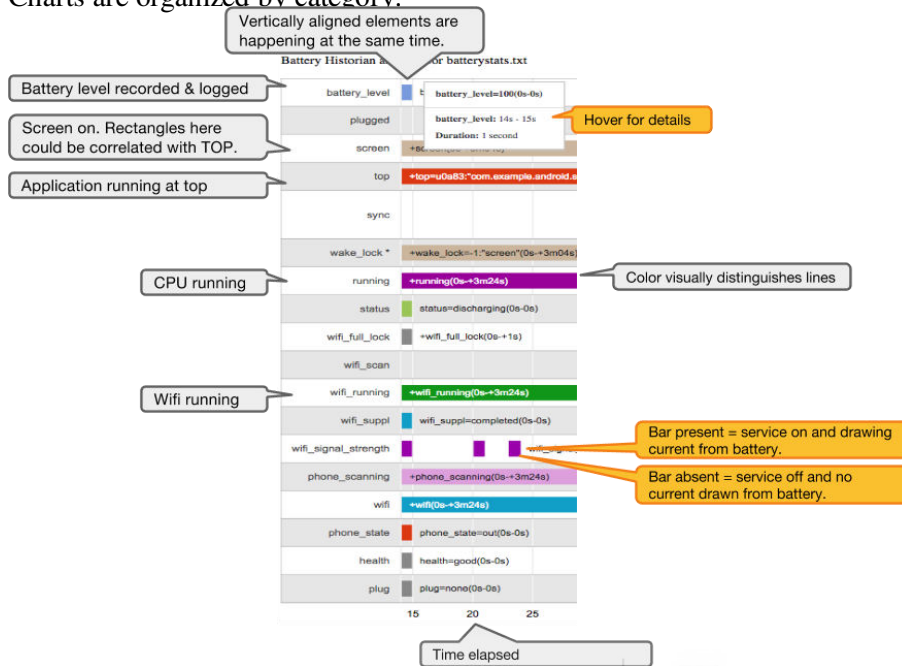 Charts are organized by category.
Vertically aligned elements are
happening at the same time.
Battery Historian a or batterystats.txt
Battery level recorded & logged
battery_level
battery_level=100(0s-0s)
battery_level: 14s - 15s
Duration: 1 second
Hover for details
plugged
Screen on. Rectangles here
could be correlated with TOP.
screen
Application running at top
top
+top=u0a83:"com.example.android.s
sync
wake_lock *
+wake_lock=-1:"screen"(0s-+3m04s)
CPU running
running
+running(0s-+3m24s)
Color visually distinguishes lines
status
status=discharging(0s-0s)
wifi_full_lock
+wifi_full_lock(0s-+1s)
wifi_scan
Wifi running
wifi_running
+wifi_running(0s-+3m24s)
wifi_suppl
wifi_suppl=completed(0s-0s)
wifi_signal_strength
Bar present = service on and drawing
current from battery.
phone_scanning
+phone_scanning(0s-+3m24s)
Bar absent = service off and no
current drawn from battery.
wifi
+wifi(0s-+3m24s)
phone_state
phone_state=out(0s-0s)
health
health=good(0s-0s)
plug
plug=none(0s-0s)
15 20 25
Time elapsed